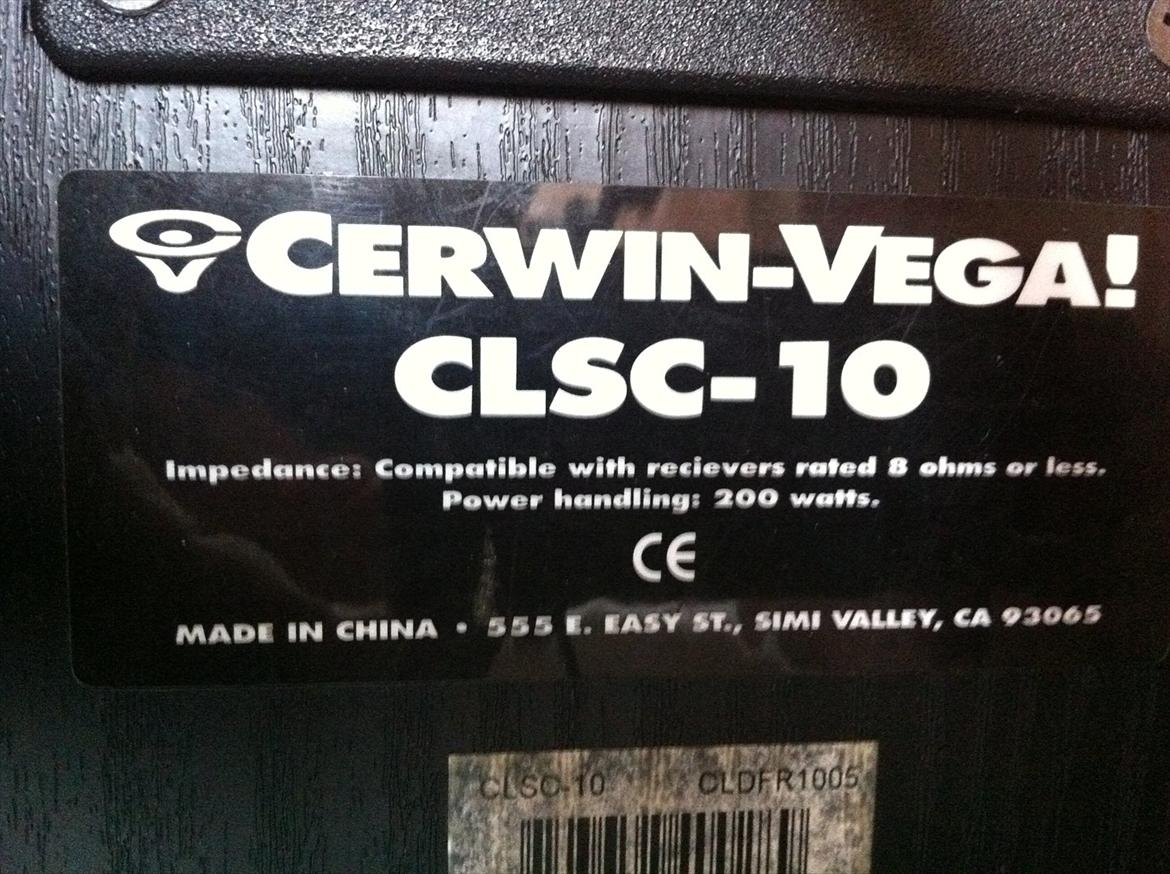 CERWIN-VEGA!
CLSC-10
Impedance: Compatible with recievers rated 8 ohms or less.
Power handling: 200 watts.
CE
MADE IN CHINA • 555 E. EASY ST., SIMI VALLEY, CA 93065
CLSC-10 CLDFR1005